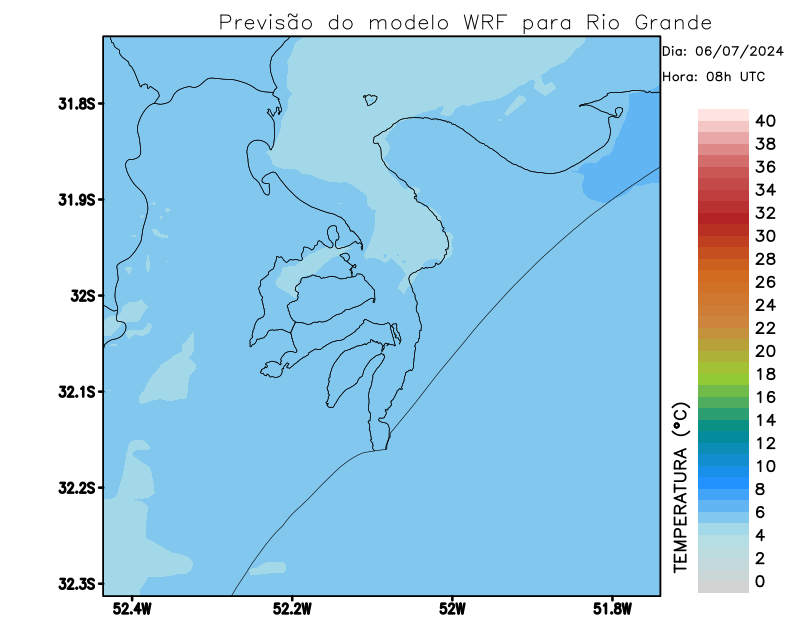 Previsão do modelo WRF para Rio Grande
Dia: 06/07/2024
Hora: 08h UTC
31.8S
31.9S
32S
32.1S
32.2S
32.3S
52.4W
52.2W
52W
51.8W
TEMPERATURA (°C)
40
38
36
34
32
30
28
26
24
22
20
18
16
14
12
10
8
6
4
2
0